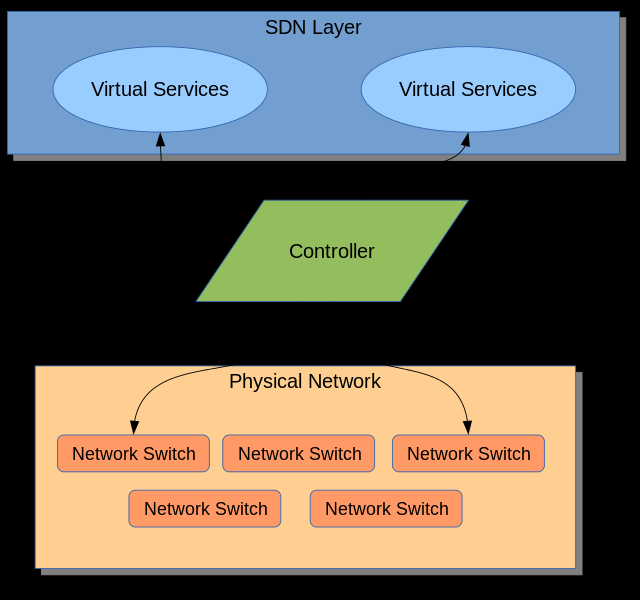 SDN Layer
Virtual Services
Virtual Services
Controller
Physical Network
Network Switch
Network Switch
Network Switch
Network Switch
Network Switch